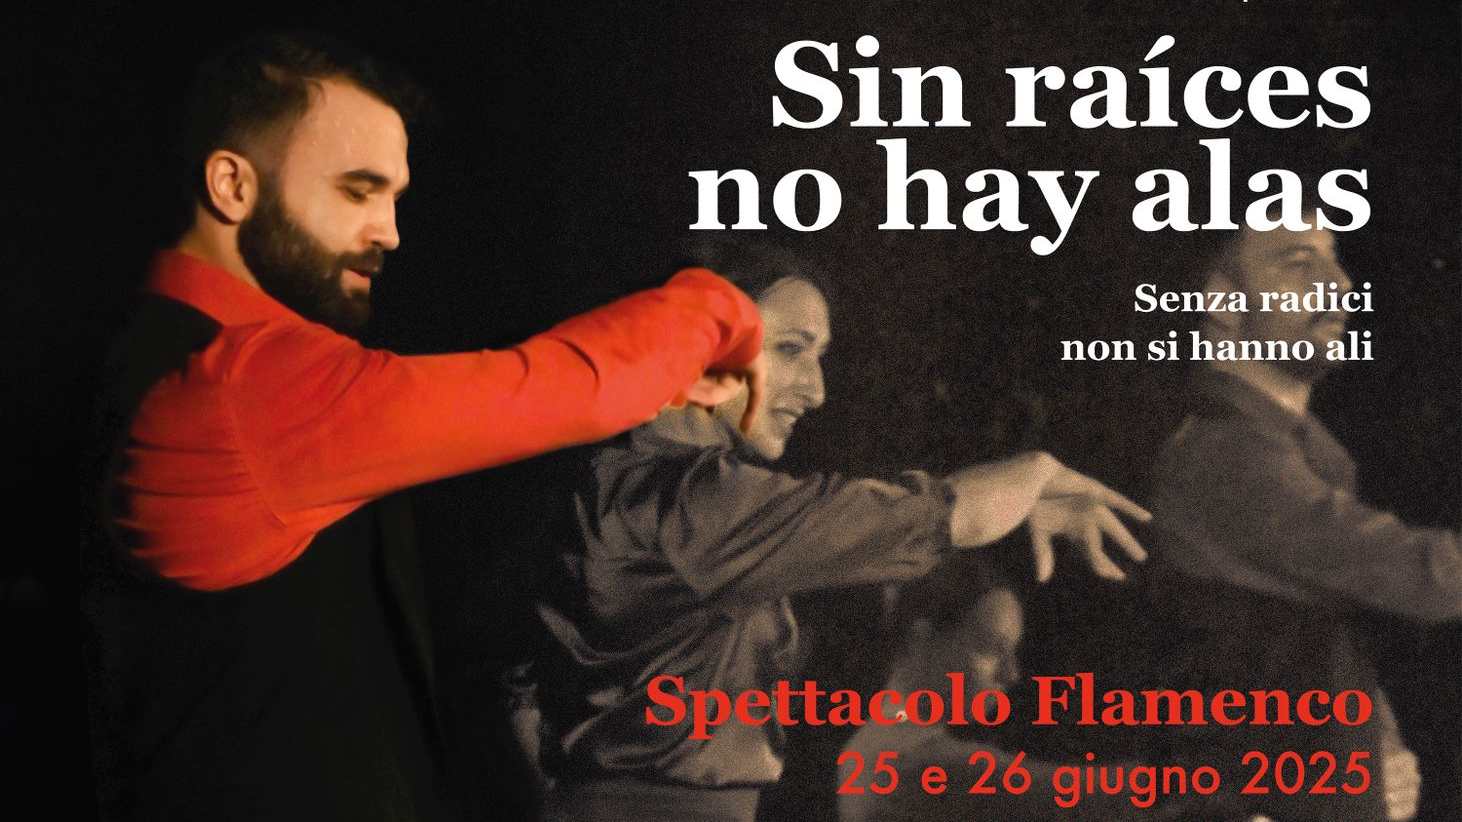 Sin raíces
no hay alas
Senza radici
non si hanno ali
Spettacolo Flamenco
25 e 26 giugno 2025